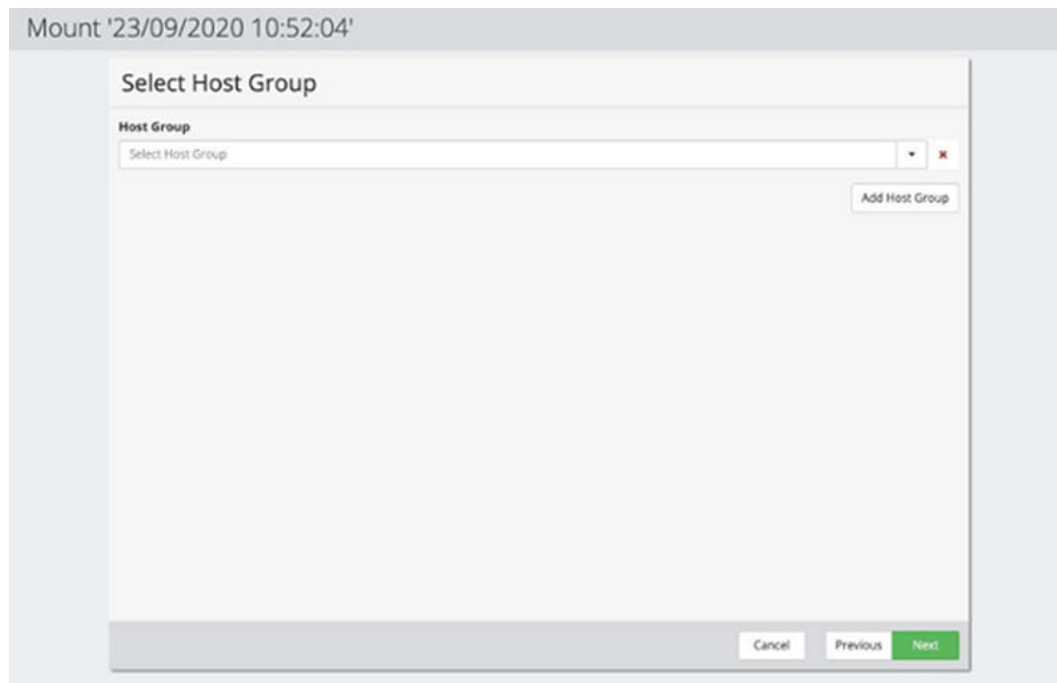 Mount '23/09/2020 10:52:04'
Select Host Group
Host Group
Select Host Group
Add Host Group
Cancel Previous Next